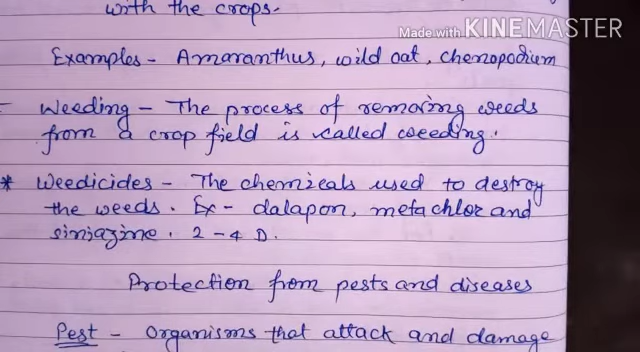 with the crops.
Made with KINEMASTER
Examples - Amaranthus, wild oat, chenopodium
- Weeding - The process of removing weeds
from a crop field is called weeding.
* Weedicides - The chemicals used to destroy
the weeds. Ex - dalapon, metachlor and
simazine. 2-4 D.
Protection from pests and diseases
Pest - Organisms that attack and damage